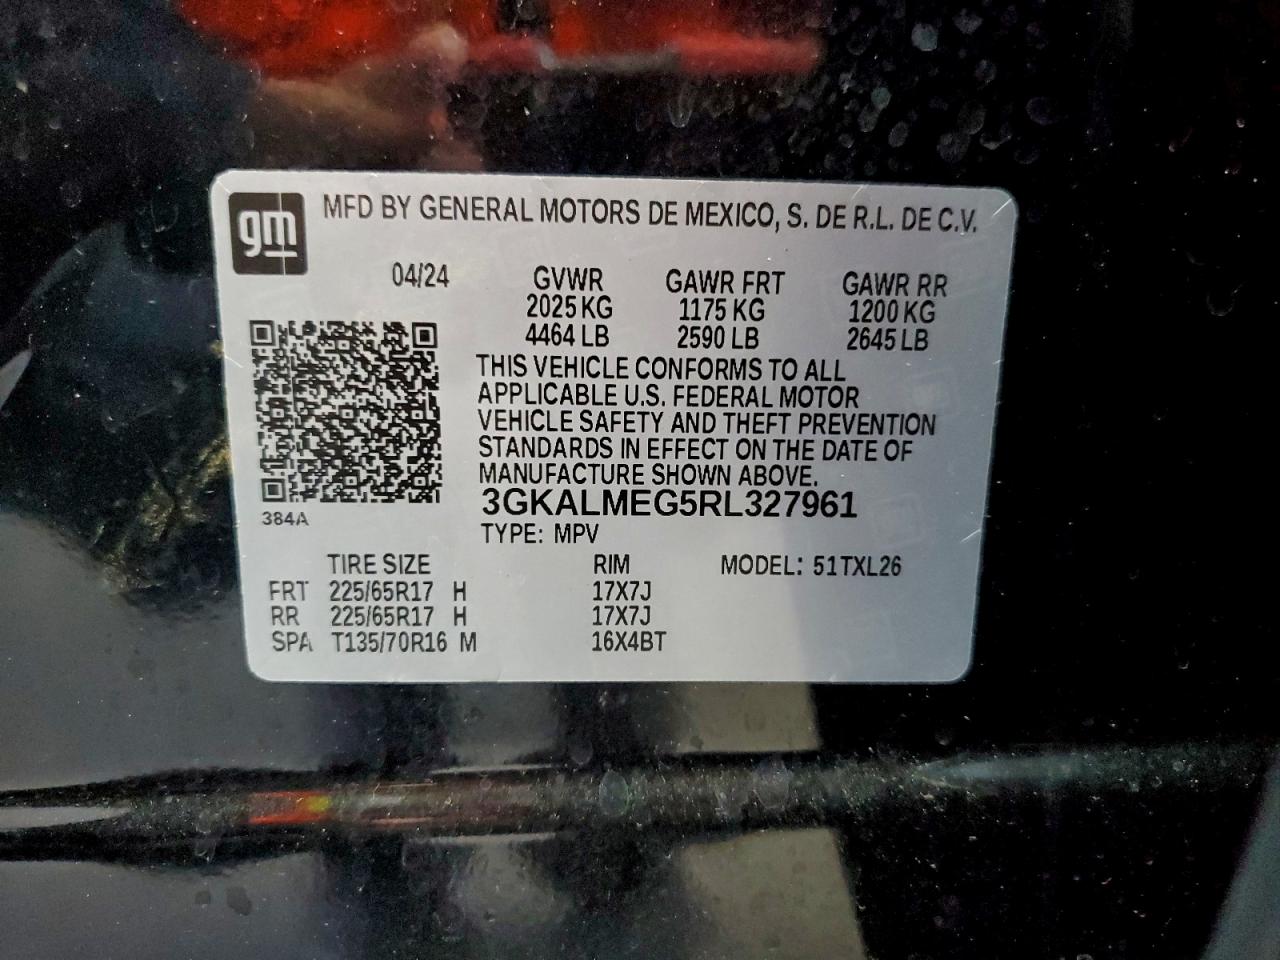 gm
MFD BY GENERAL MOTORS DE MEXICO, S. DE R.L. DE C.V.
04/24 GVWR GAWR FRT GAWR RR
2025 KG 1175 KG 1200 KG
4464 LB 2590 LB 2645 LB
THIS VEHICLE CONFORMS TO ALL
APPLICABLE U.S. FEDERAL MOTOR
VEHICLE SAFETY AND THEFT PREVENTION
STANDARDS IN EFFECT ON THE DATE OF
MANUFACTURE SHOWN ABOVE.
3GKALMEG5RL327961
384A
TYPE: MPV
TIRE SIZE RIM MODEL: 51TXL26
FRT 225/65R17 H 17X7J
RR 225/65R17 H 17X7J
SPA T135/70R16 M 16X4BT